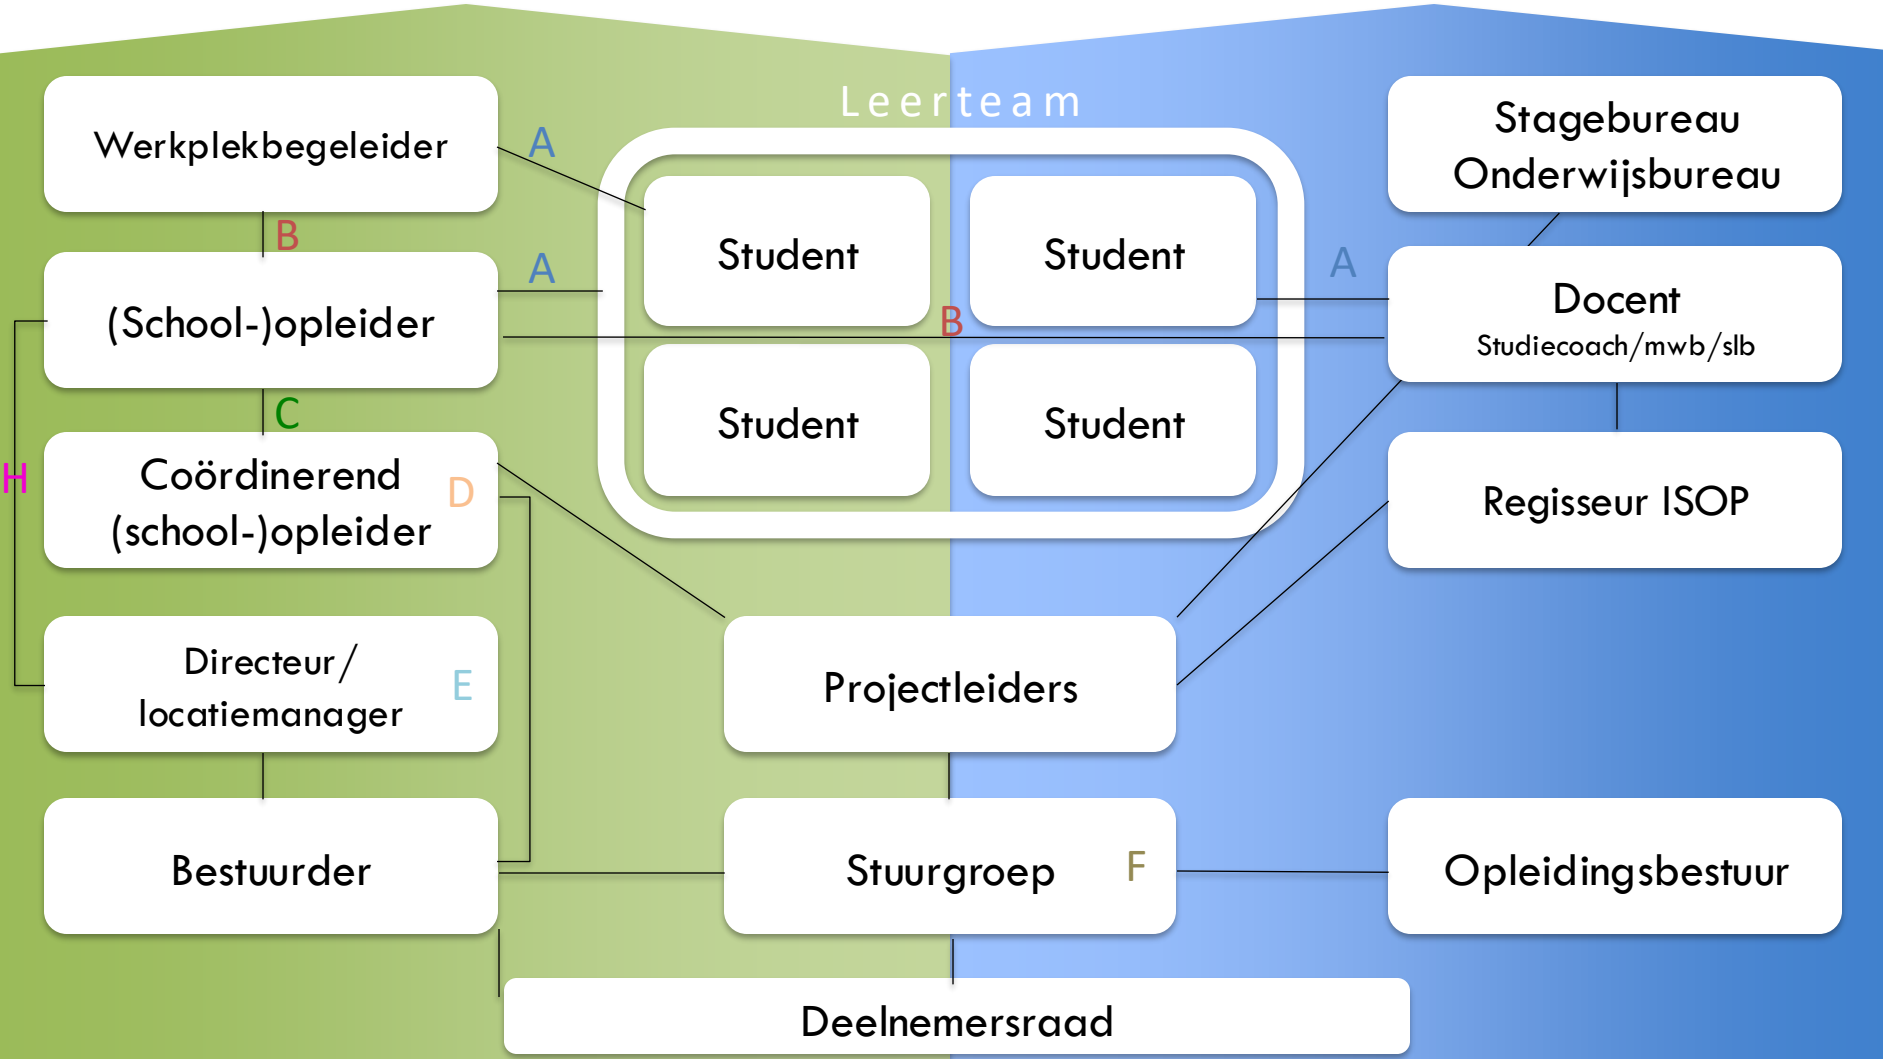 Leerteam
Werkplekbegeleider
A
Stagebureau
Onderwijsbureau
B
Student
Student
(School-)opleider
A
A
Docent
Studiecoach/mwb/slb
B
C
Student
Student
H
Coördinerend
(school-)opleider
D
Regisseur ISOP
Directeur/
locatiemanager
E
Projectleiders
Bestuurder
Stuurgroep
F
Opleidingsbestuur
Deelnemersraad